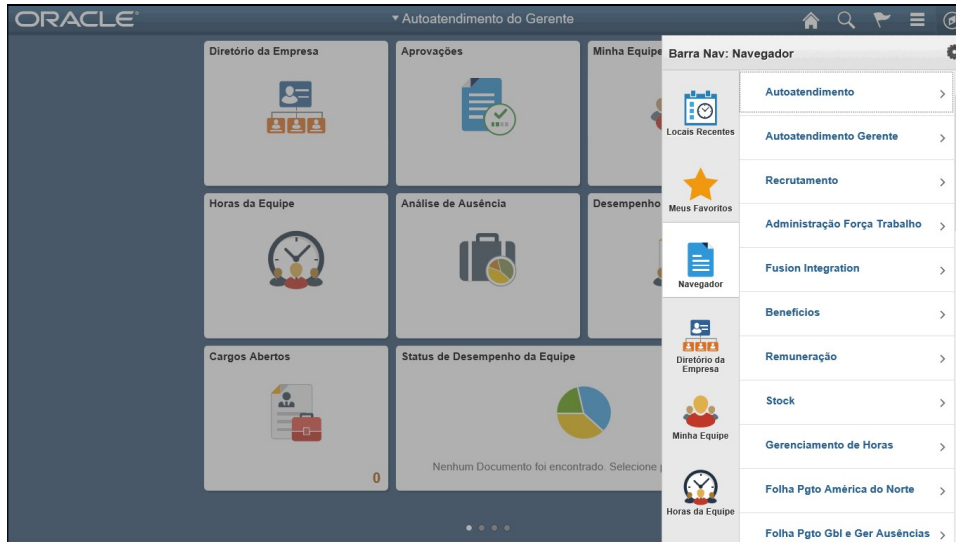 ORACLE
Autoatendimento do Gerente
Diretório da Empresa
Aprovações
Minha Equipe
Horas da Equipe
Análise de Ausência
Desempenho
Cargos Abertos
0
Status de Desempenho da Equipe
Nenhum Documento foi encontrado. Selecione
Barra Nav: Navegador
Locais Recentes
Meus Favoritos
Navegador
Diretório da
Empresa
Minha Equipe
Horas da Equipe
Autoatendimento
Autoatendimento Gerente
Recrutamento
Administração Força Trabalho
Fusion Integration
Benefícios
Remuneração
Stock
Gerenciamento de Horas
Folha Pgto América do Norte
Folha Pgto Gbl e Ger Ausências